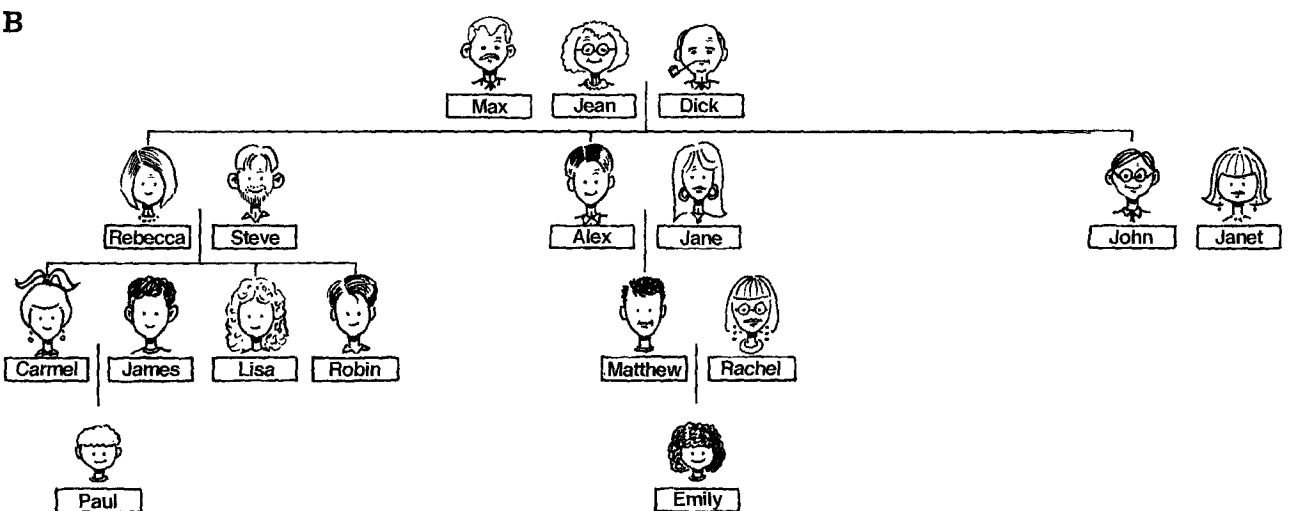 B
Max Jean Dick
Rebecca Steve Alex Jane John Janet
Carmel James Lisa Robin Matthew Rachel
Paul Emily